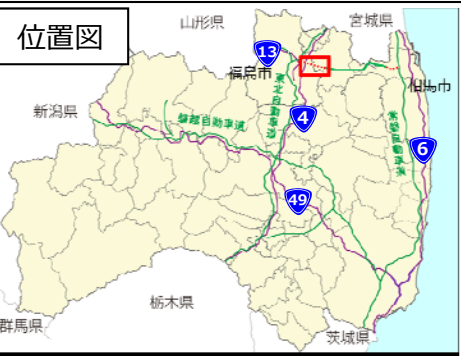 位置図
山形県
宮城県
13
福島市
相馬市
東北自動車道
新潟県
磐越自動車道
4
常磐自動車道
6
49
栃木県
群馬県
茨城県